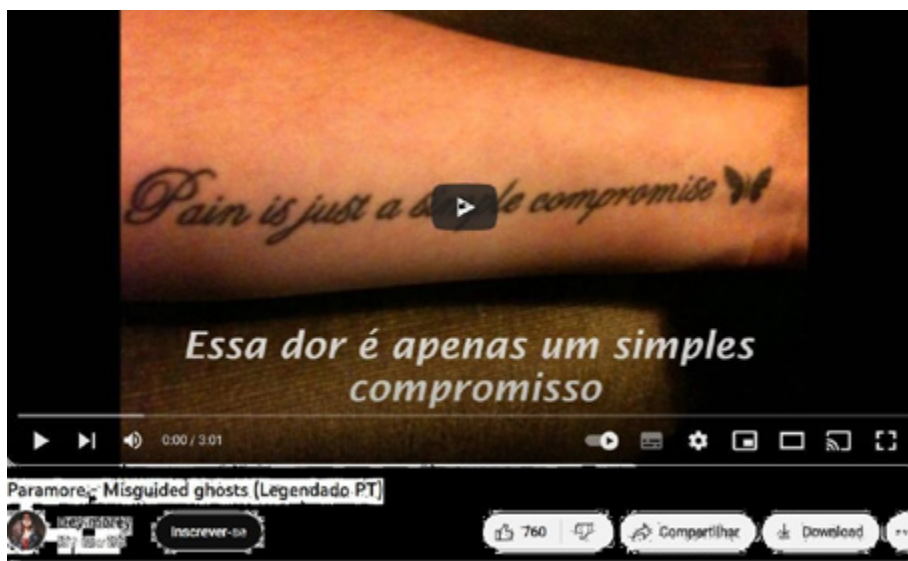 Pain is just a simple compromise
Essa dor é apenas um simples
compromisso
0:00 / 3:01
Paramore - Misguided ghosts (Legendado PT)
Inscrever-se
760
Compartilhar
Download